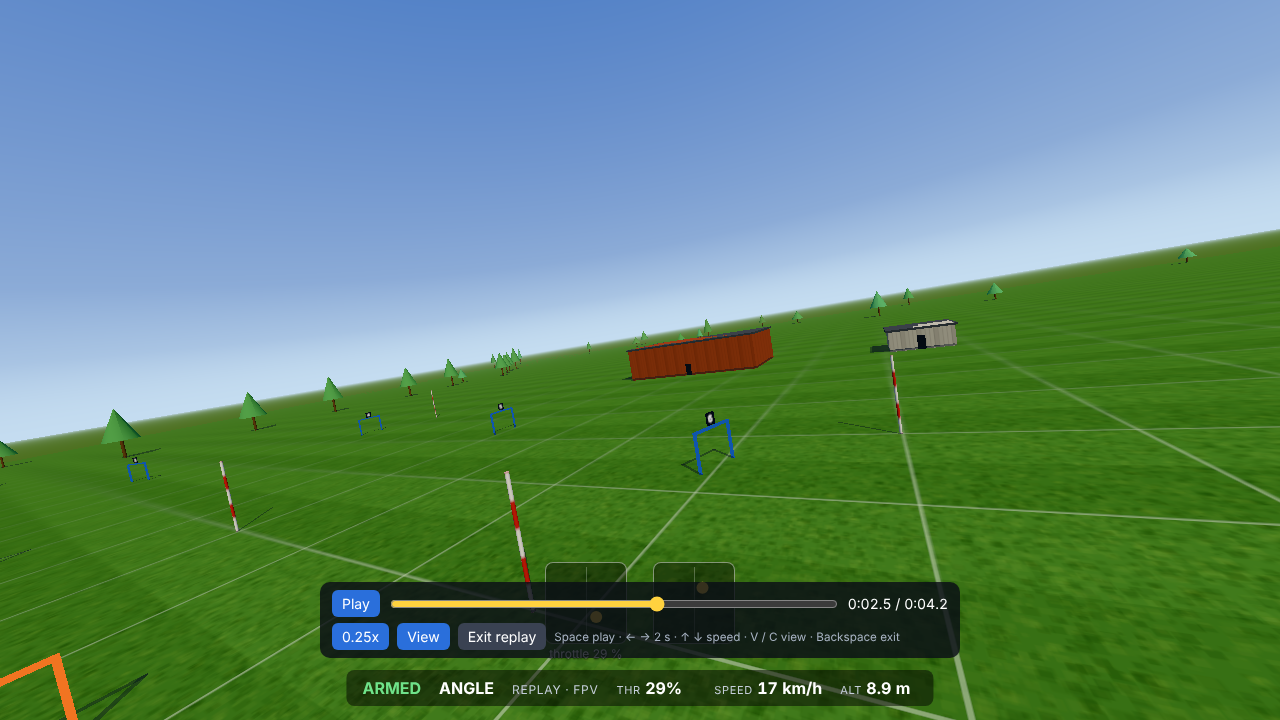 Play 0:02.5 / 0:04.2
0.25x View Exit replay Space play · ← → 2 s · ↑ ↓ speed · V / C view · Backspace exit
throttle 29 %
ARMED ANGLE REPLAY · FPV THR 29% SPEED 17 km/h ALT 8.9 m